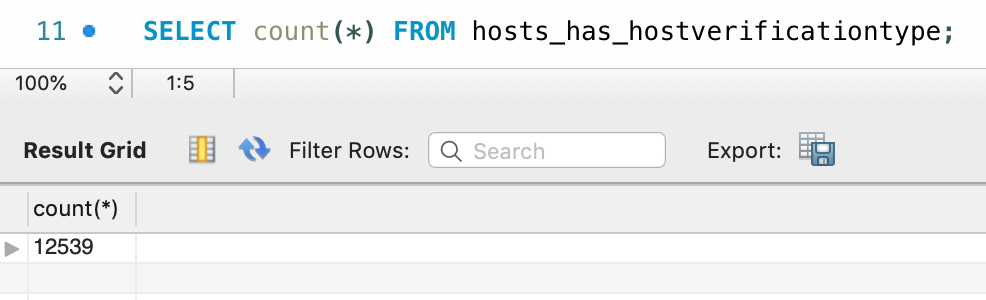 11 SELECT count(*) FROM hosts_has_hostverificationtype;
100% 1:5
Result Grid Filter Rows: Search Export:
count(*)
12539